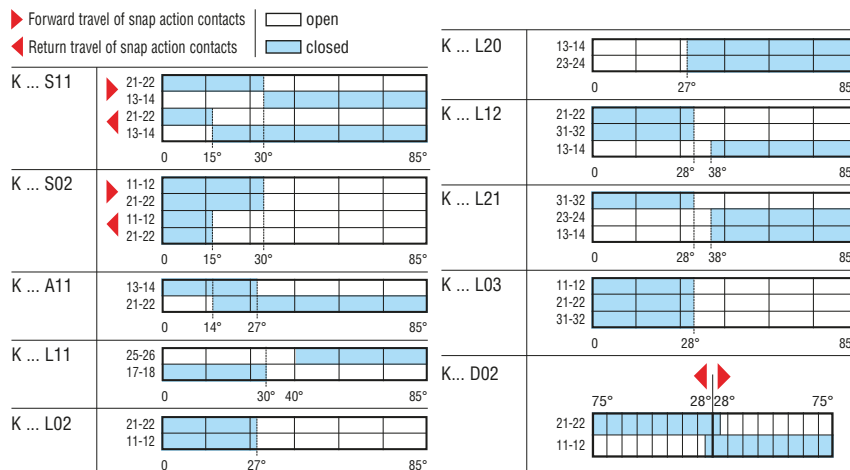 Forward travel of snap action contacts
open
Return travel of snap action contacts
closed
K ... S11
21-22
13-14
21-22
13-14
0 15° 30° 85°
K ... S02
11-12
21-22
11-12
21-22
0 15° 30° 85°
K ... A11
13-14
21-22
0 14° 27° 85°
K ... L11
25-26
17-18
30° 40° 85°
0
K ... L02
21-22
11-12
0 27° 85°
K ... L20
13-14
23-24
0 27° 85
K ... L12
21-22
31-32
13-14
0 28° 38° 85
K ... L21
31-32
23-24
13-14
0 28° 38° 85
K ... L03
11-12
21-22
31-32
0 28° 85
K... D02
75° 28° 28° 75°
21-22
11-12